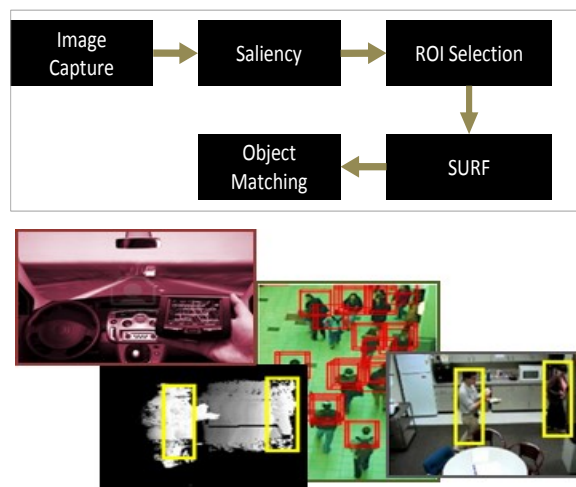 Image
Capture
Saliency
ROI Selection
SURF
Object
Matching